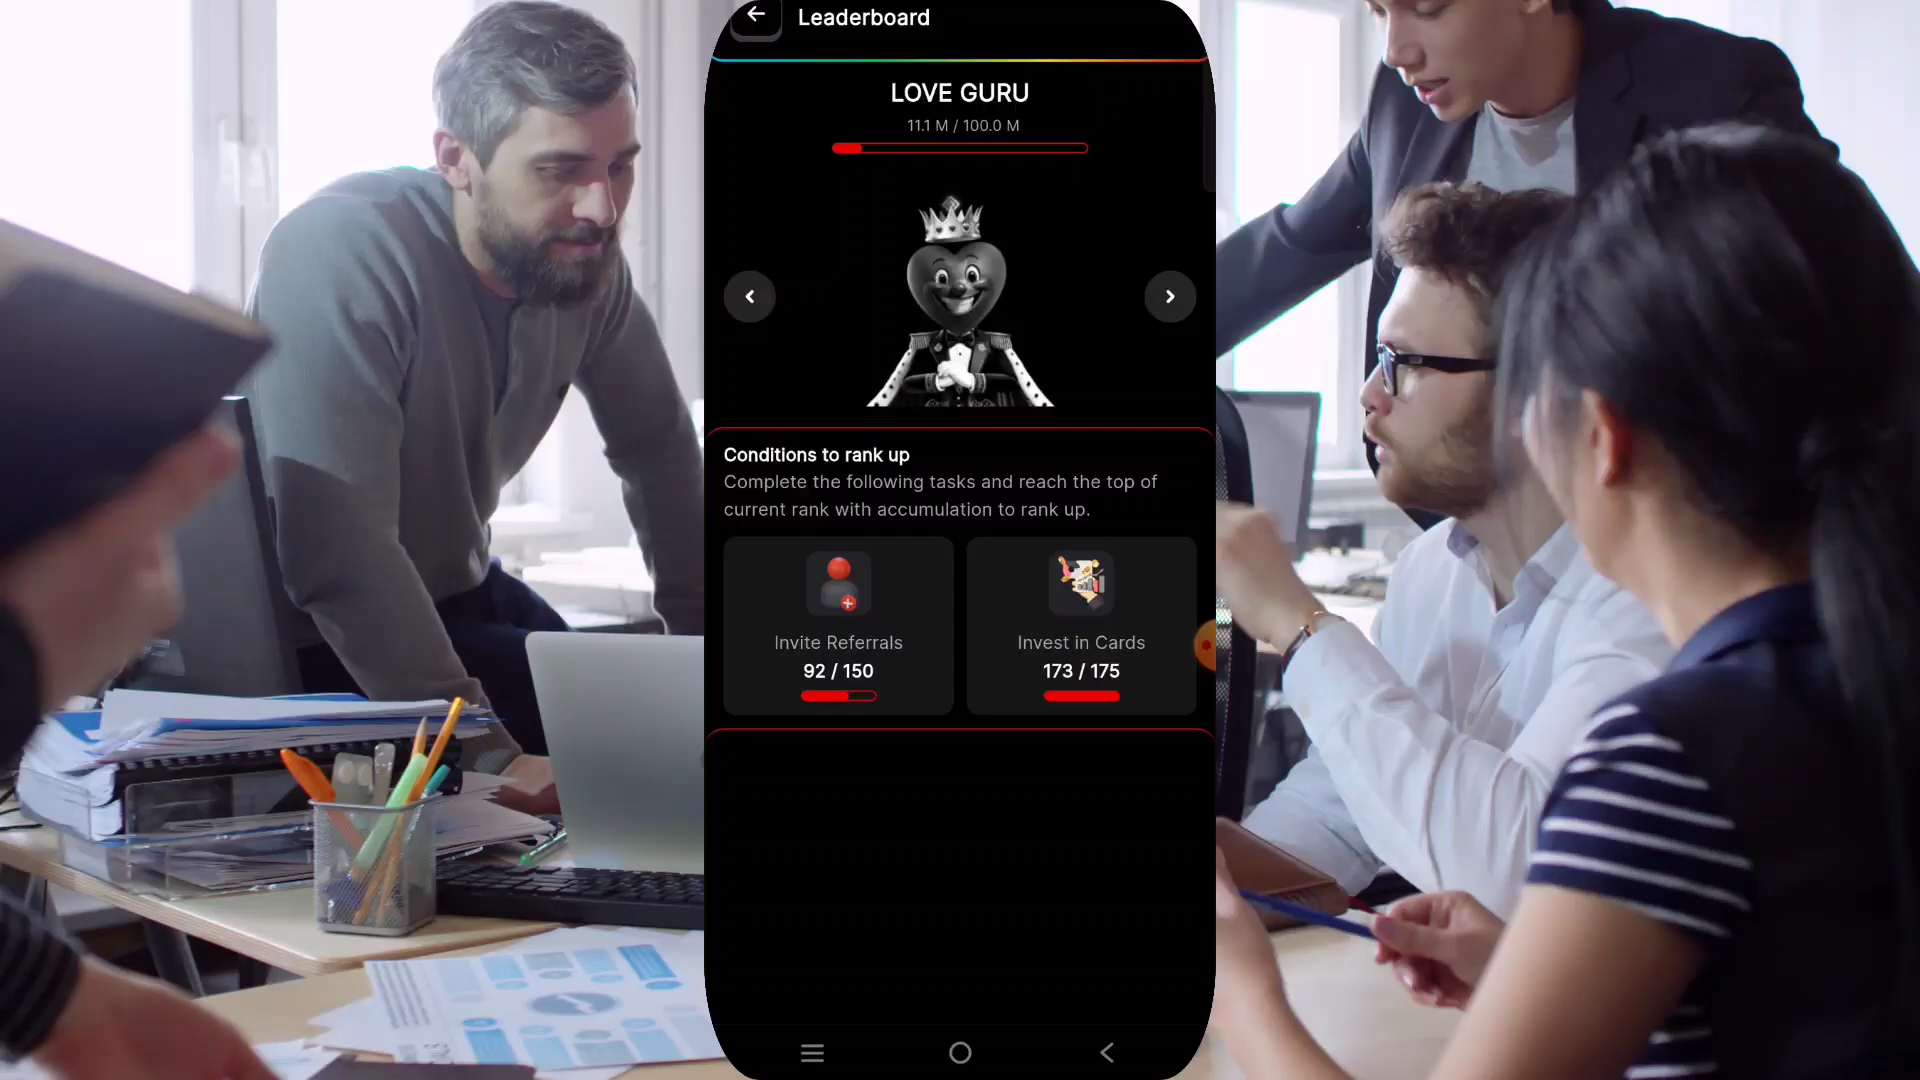 Leaderboard
LOVE GURU
11.1 M / 100.0 M
Conditions to rank up
Complete the following tasks and reach the top of
current rank with accumulation to rank up.
Invite Referrals
92 / 150
Invest in Cards
173 / 175